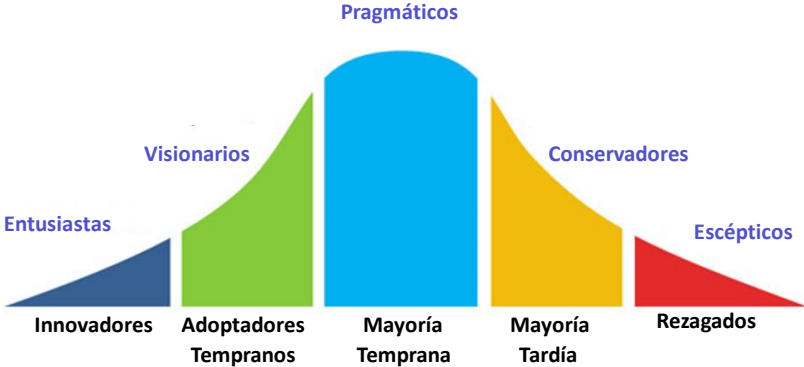 Pragmáticos
Visionarios
Conservadores
Entusiastas
Escépticos
Innovadores
Adoptadores
Tempranos
Mayoría
Temprana
Mayoría
Tardía
Rezagados